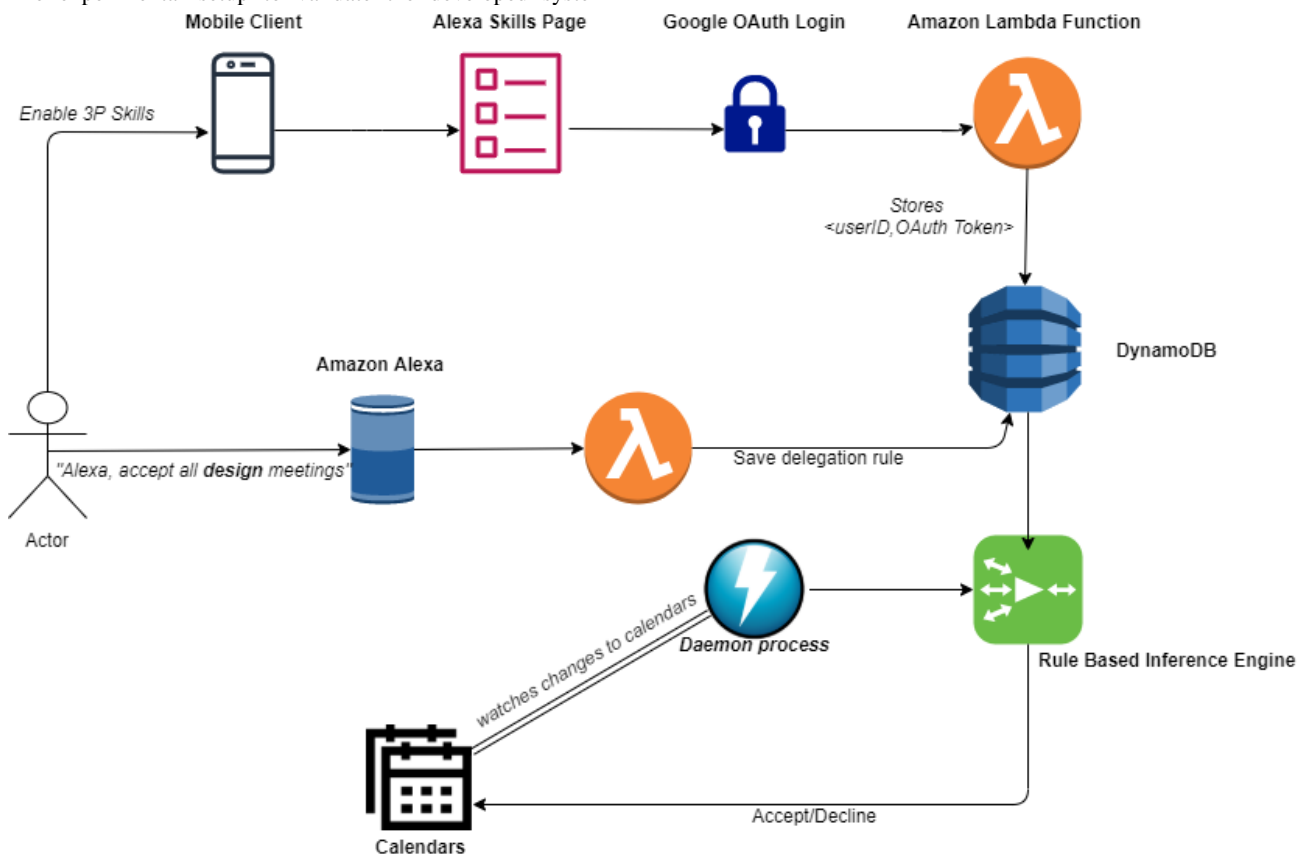 Mobile Client
Alexa Skills Page
Google OAuth Login
Amazon Lambda Function
Enable 3P Skills
Stores
<userID,OAuth Token>
DynamoDB
Amazon Alexa
"Alexa, accept all design meetings"
Save delegation rule
Actor
watches changes to calendars
Daemon process
Rule Based Inference Engine
Accept/Decline
Calendars